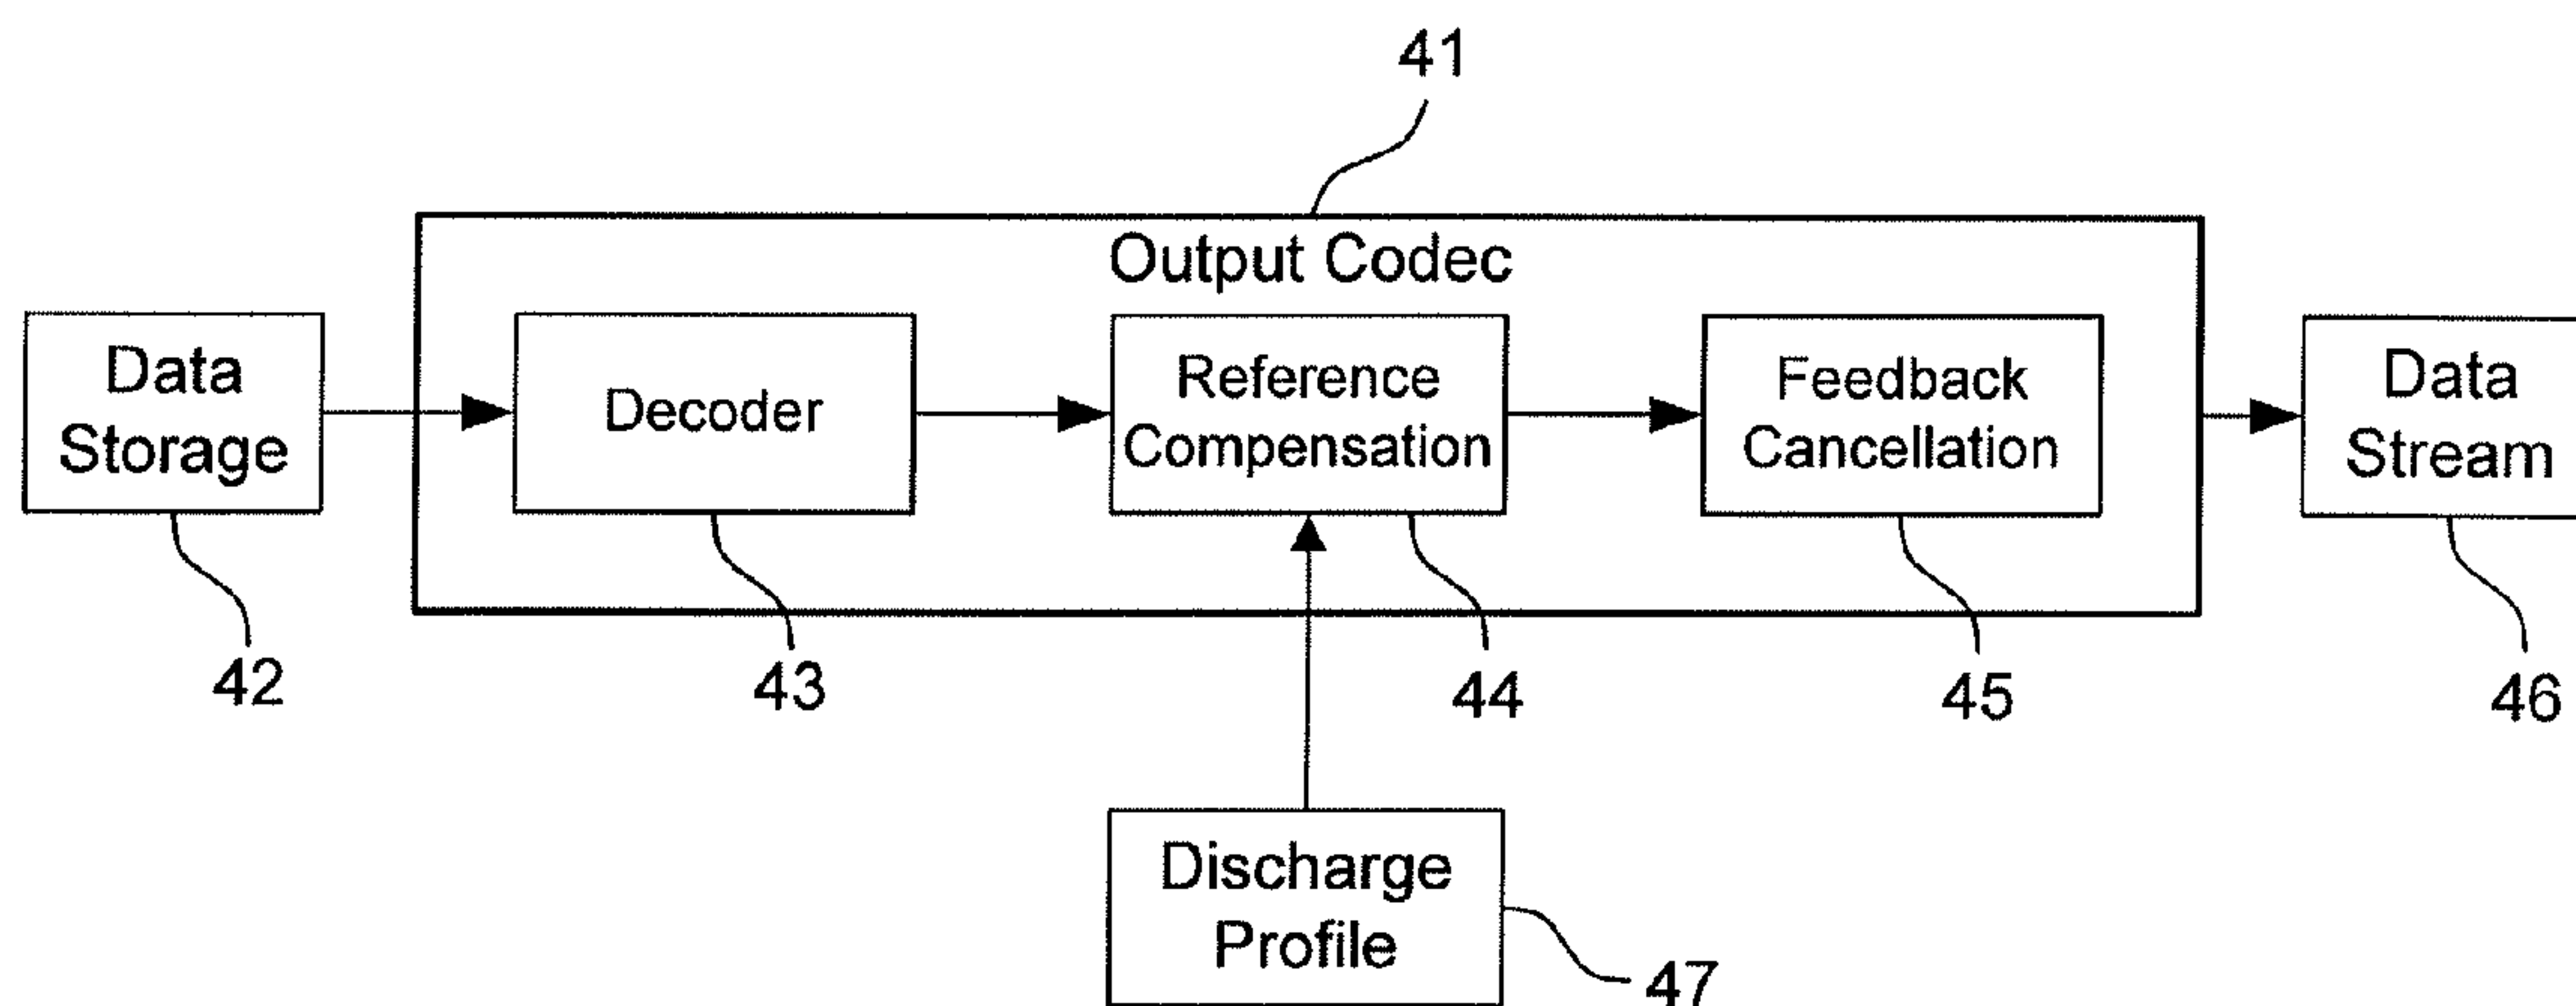 41
Output Codec
Data
Storage
Decoder
Reference
Compensation
Feedback
Cancellation
Data
Stream
42
43
44
45
46
Discharge
Profile
47